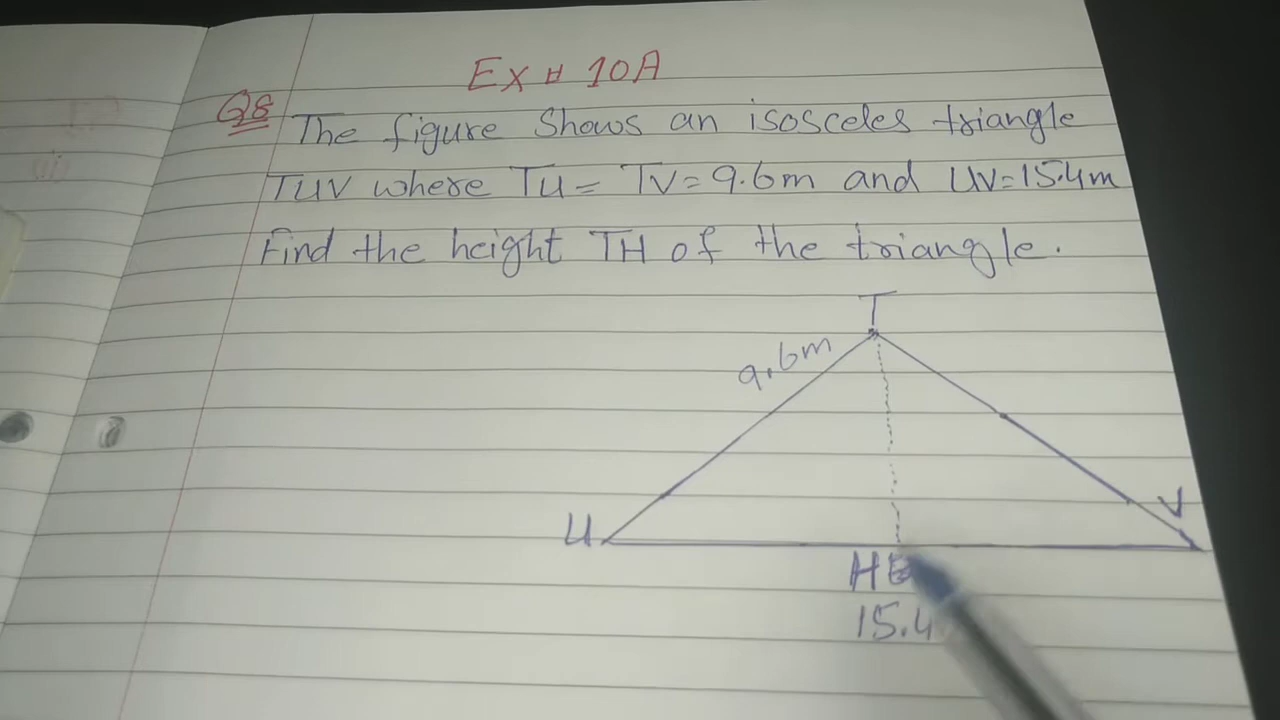 Ex # 10A
Q8 The figure Shows an isosceles triangle
TUV where TU = TV = 9.6m and UV=15.4m
Find the height TH of the triangle.
T
9.6m
U
V
H
15.4